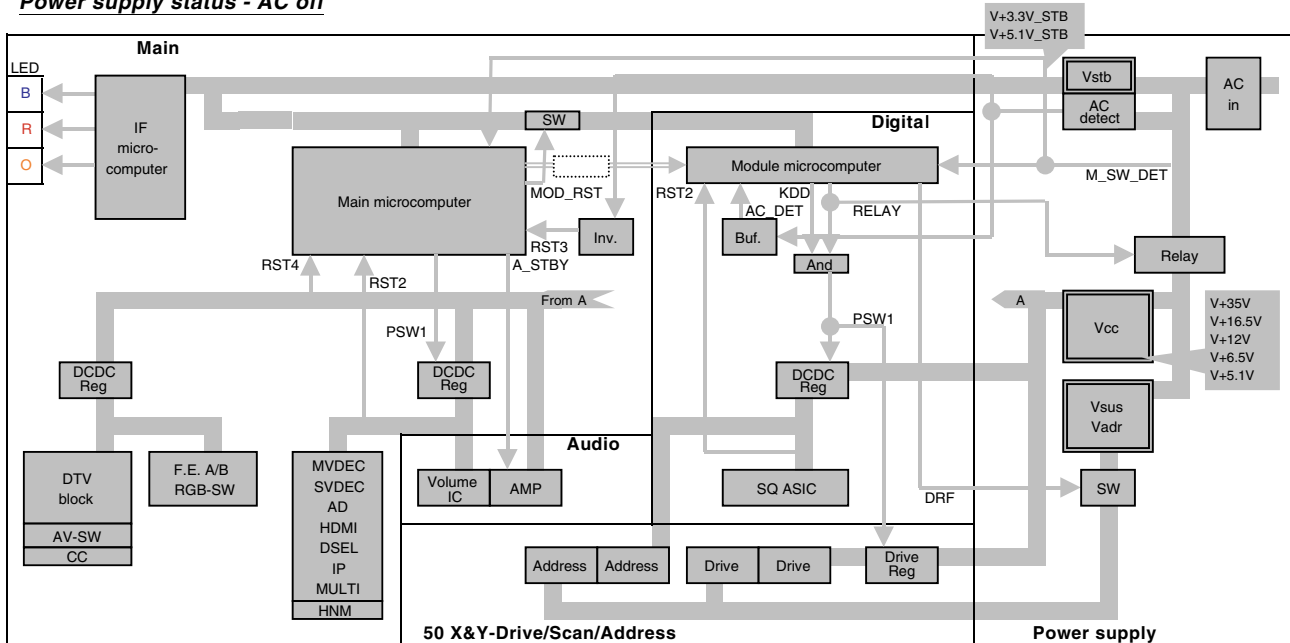 Power supply status - AC off
V+3.3V_STB
V+5.1V_STB
Main
LED
B
R
O
IF
micro-
computer
SW
Digital
Vstb
AC
detect
AC
in
Main microcomputer
MOD_RST
Module microcomputer
M_SW_DET
RST2
KDD
AC_DET
RELAY
RST3
Inv.
Buf.
And
Relay
RST4
RST2
A_STBY
From A
A
PSW1
PSW1
Vcc
V+35V
V+16.5V
V+12V
V+6.5V
V+5.1V
DCDC
Reg
DCDC
Reg
DCDC
Reg
Vsus
Vadr
Audio
DTV
block
AV-SW
CC
F.E. A/B
RGB-SW
MVDEC
SVDEC
AD
HDMI
DSEL
IP
MULTI
HNM
Volume
IC
AMP
SQ ASIC
DRF
SW
Address
Address
Drive
Drive
Drive
Reg
50 X&Y-Drive/Scan/Address
Power supply